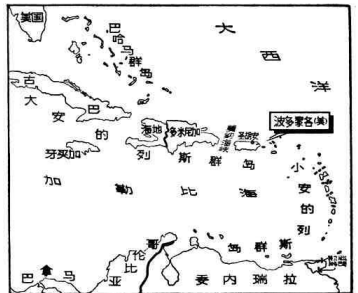 美国
巴哈马群岛
大西洋
古巴
大安的列斯群岛
海地
多米尼加
波多黎各(美)
牙买加
加勒比海
小安的列斯群岛
巴拿马
哥伦比亚
委内瑞拉